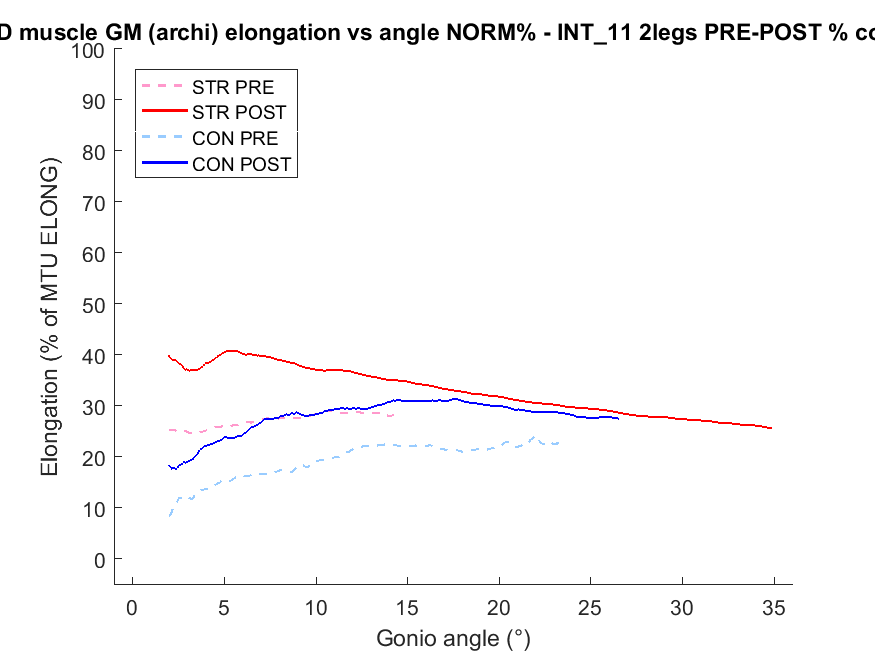 D muscle GM (archi) elongation vs angle NORM% - INT_11 2legs PRE-POST % co
100
90
80
70
60
50
40
30
20
10
0
Elongation (% of MTU ELONG)
STR PRE
STR POST
CON PRE
CON POST
0 5 10 15 20 25 30 35
Gonio angle (°)